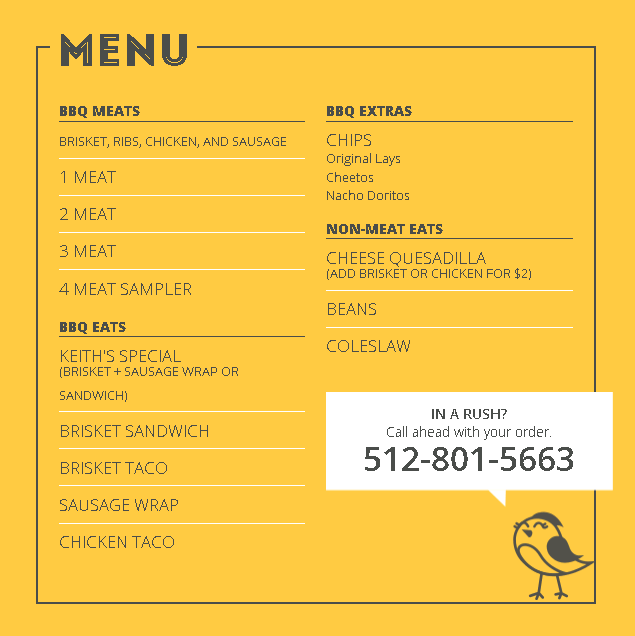 MENU
BBQ MEATS
BRISKET, RIBS, CHICKEN, AND SAUSAGE
1 MEAT
2 MEAT
3 MEAT
4 MEAT SAMPLER
BBQ EATS
KEITH'S SPECIAL
(BRISKET + SAUSAGE WRAP OR
SANDWICH)
BRISKET SANDWICH
BRISKET TACO
SAUSAGE WRAP
CHICKEN TACO
BBQ EXTRAS
CHIPS
Original Lays
Cheetos
Nacho Doritos
NON-MEAT EATS
CHEESE QUESADILLA
(ADD BRISKET OR CHICKEN FOR $2)
BEANS
COLESLAW
IN A RUSH?
Call ahead with your order.
512-801-5663